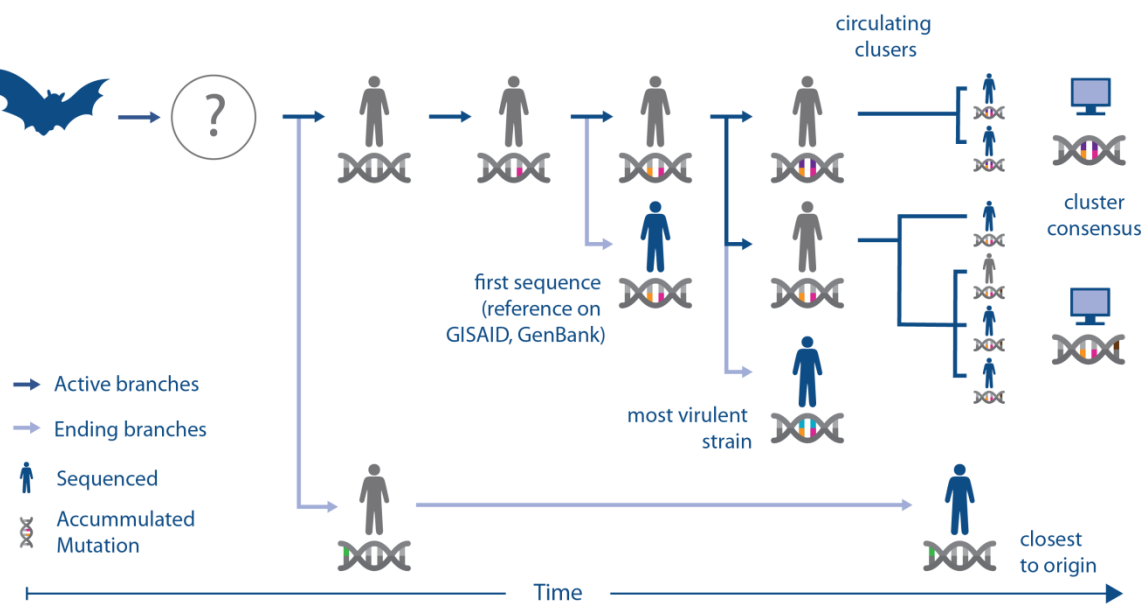 circulating
clusers
?
cluster
consensus
first sequence
(reference on
GISAID, GenBank)
most virulent
strain
Active branches
Ending branches
Sequenced
Accummulated
Mutation
closest
to origin
Time